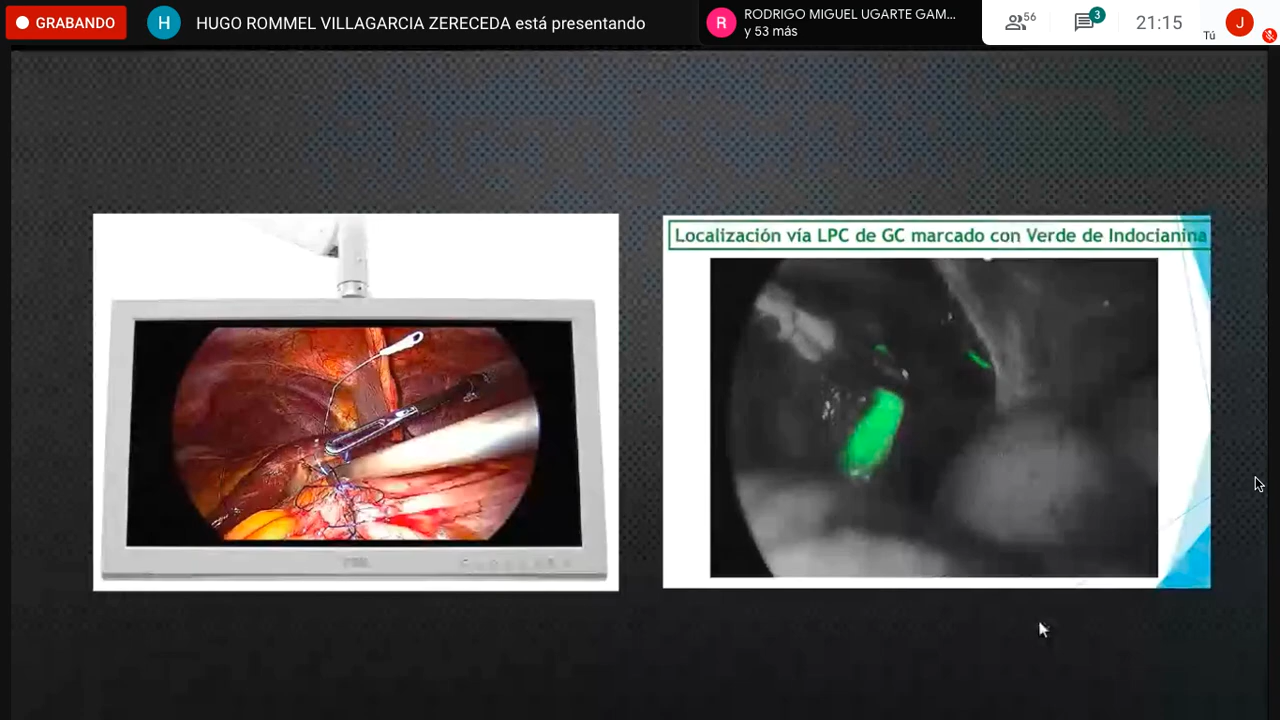 GRABANDO
H
HUGO ROMMEL VILLAGARCIA ZERECEDA está presentando
R
RODRIGO MIGUEL UGARTE GAM...
y 53 más
56
3
21:15
Tú
J
Localización vía LPC de GC marcado con Verde de Indocianina